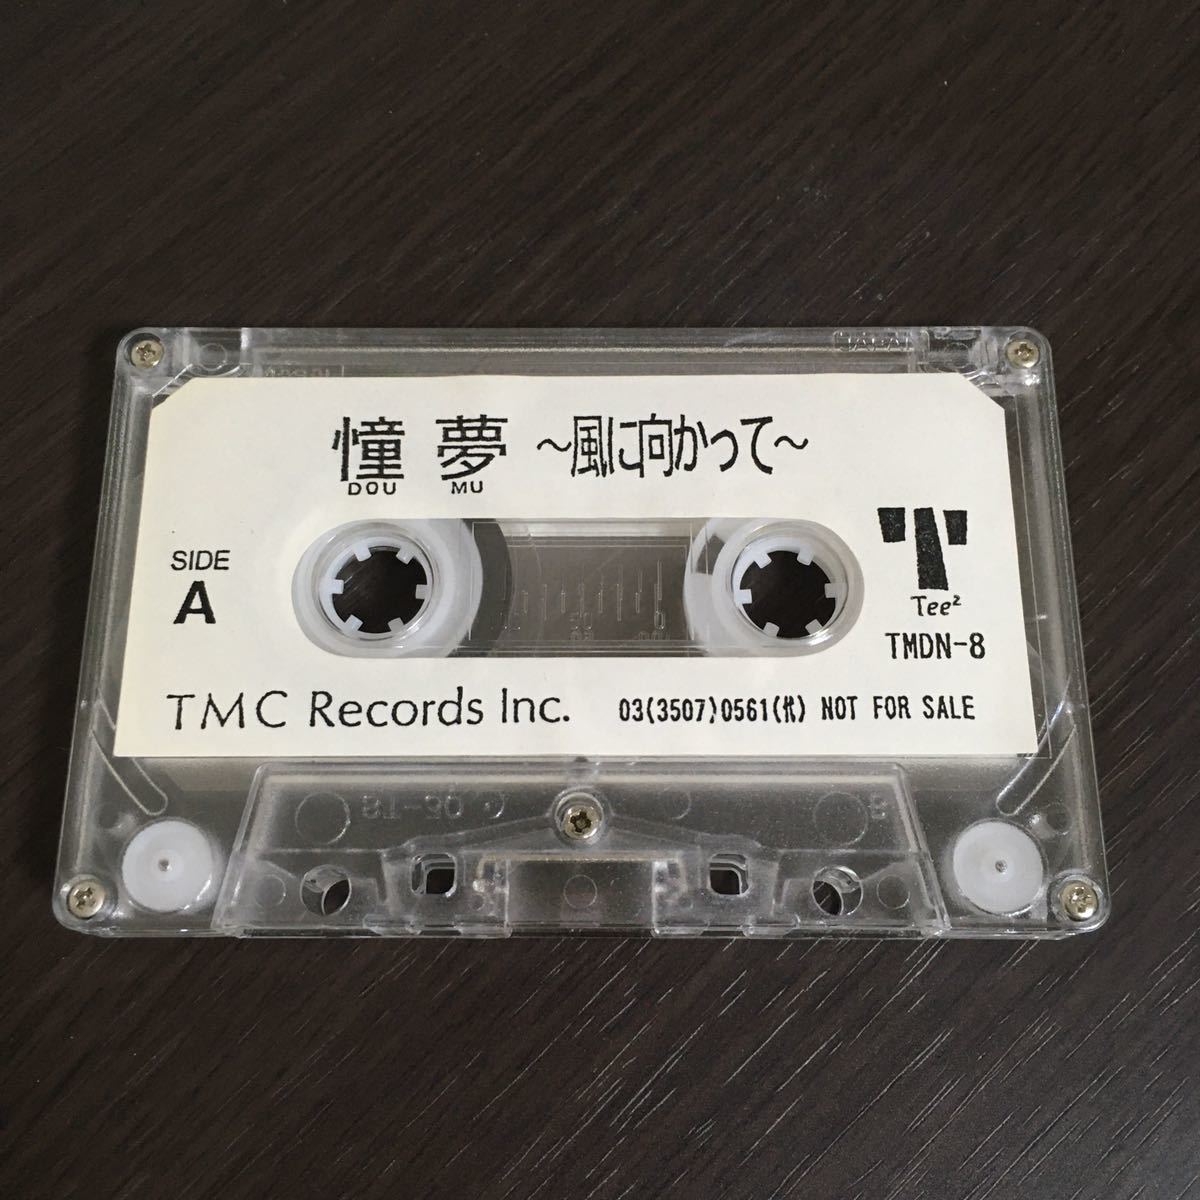 JAPAN
憧夢 ～風に向かって～
DOU MU
SIDE
A
Tee²
TMDN-8
TMC Records Inc.
03(3507)0561(代) NOT FOR SALE